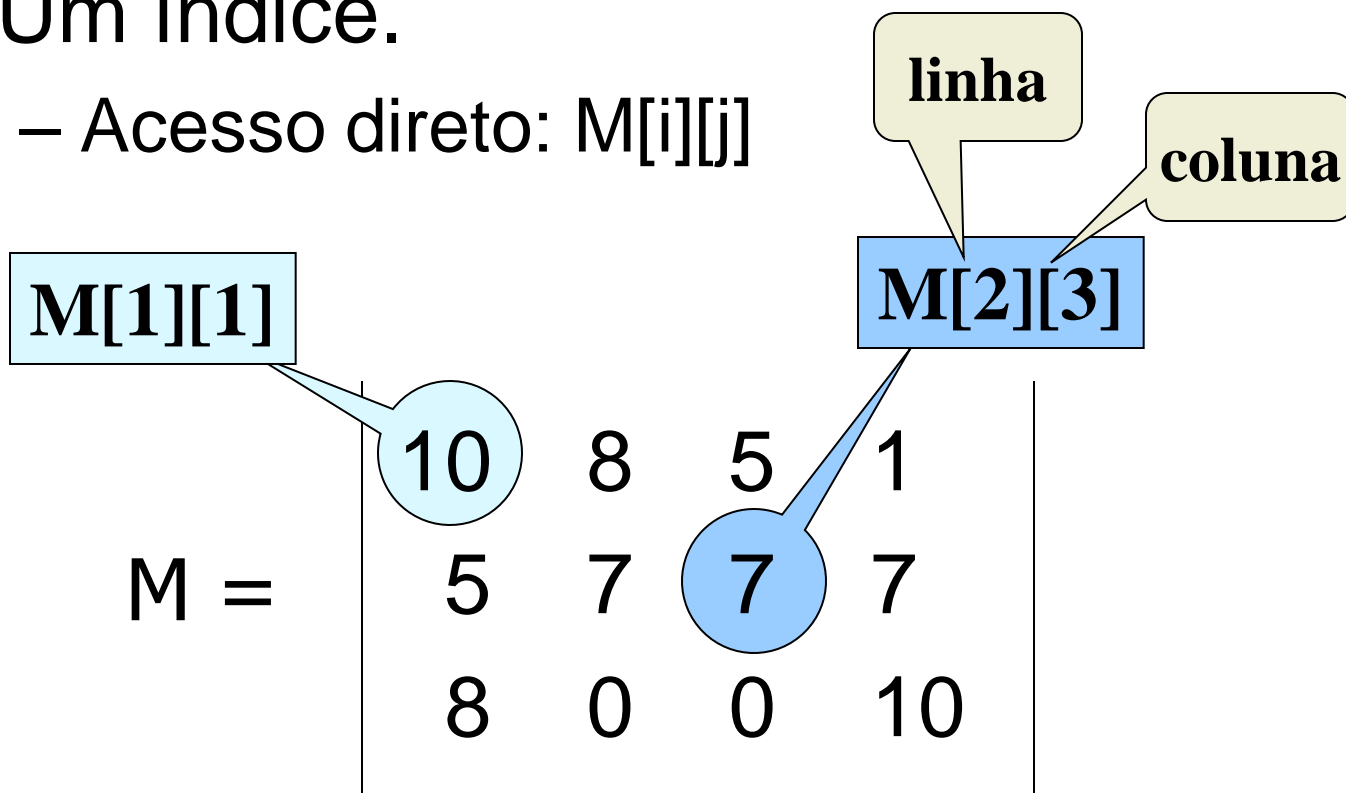 Um índice.
– Acesso direto: M[i][j]
linha
coluna
M[1][1]
M[2][3]
10 8 5 1
M = 5 7 7 7
8 0 0 10